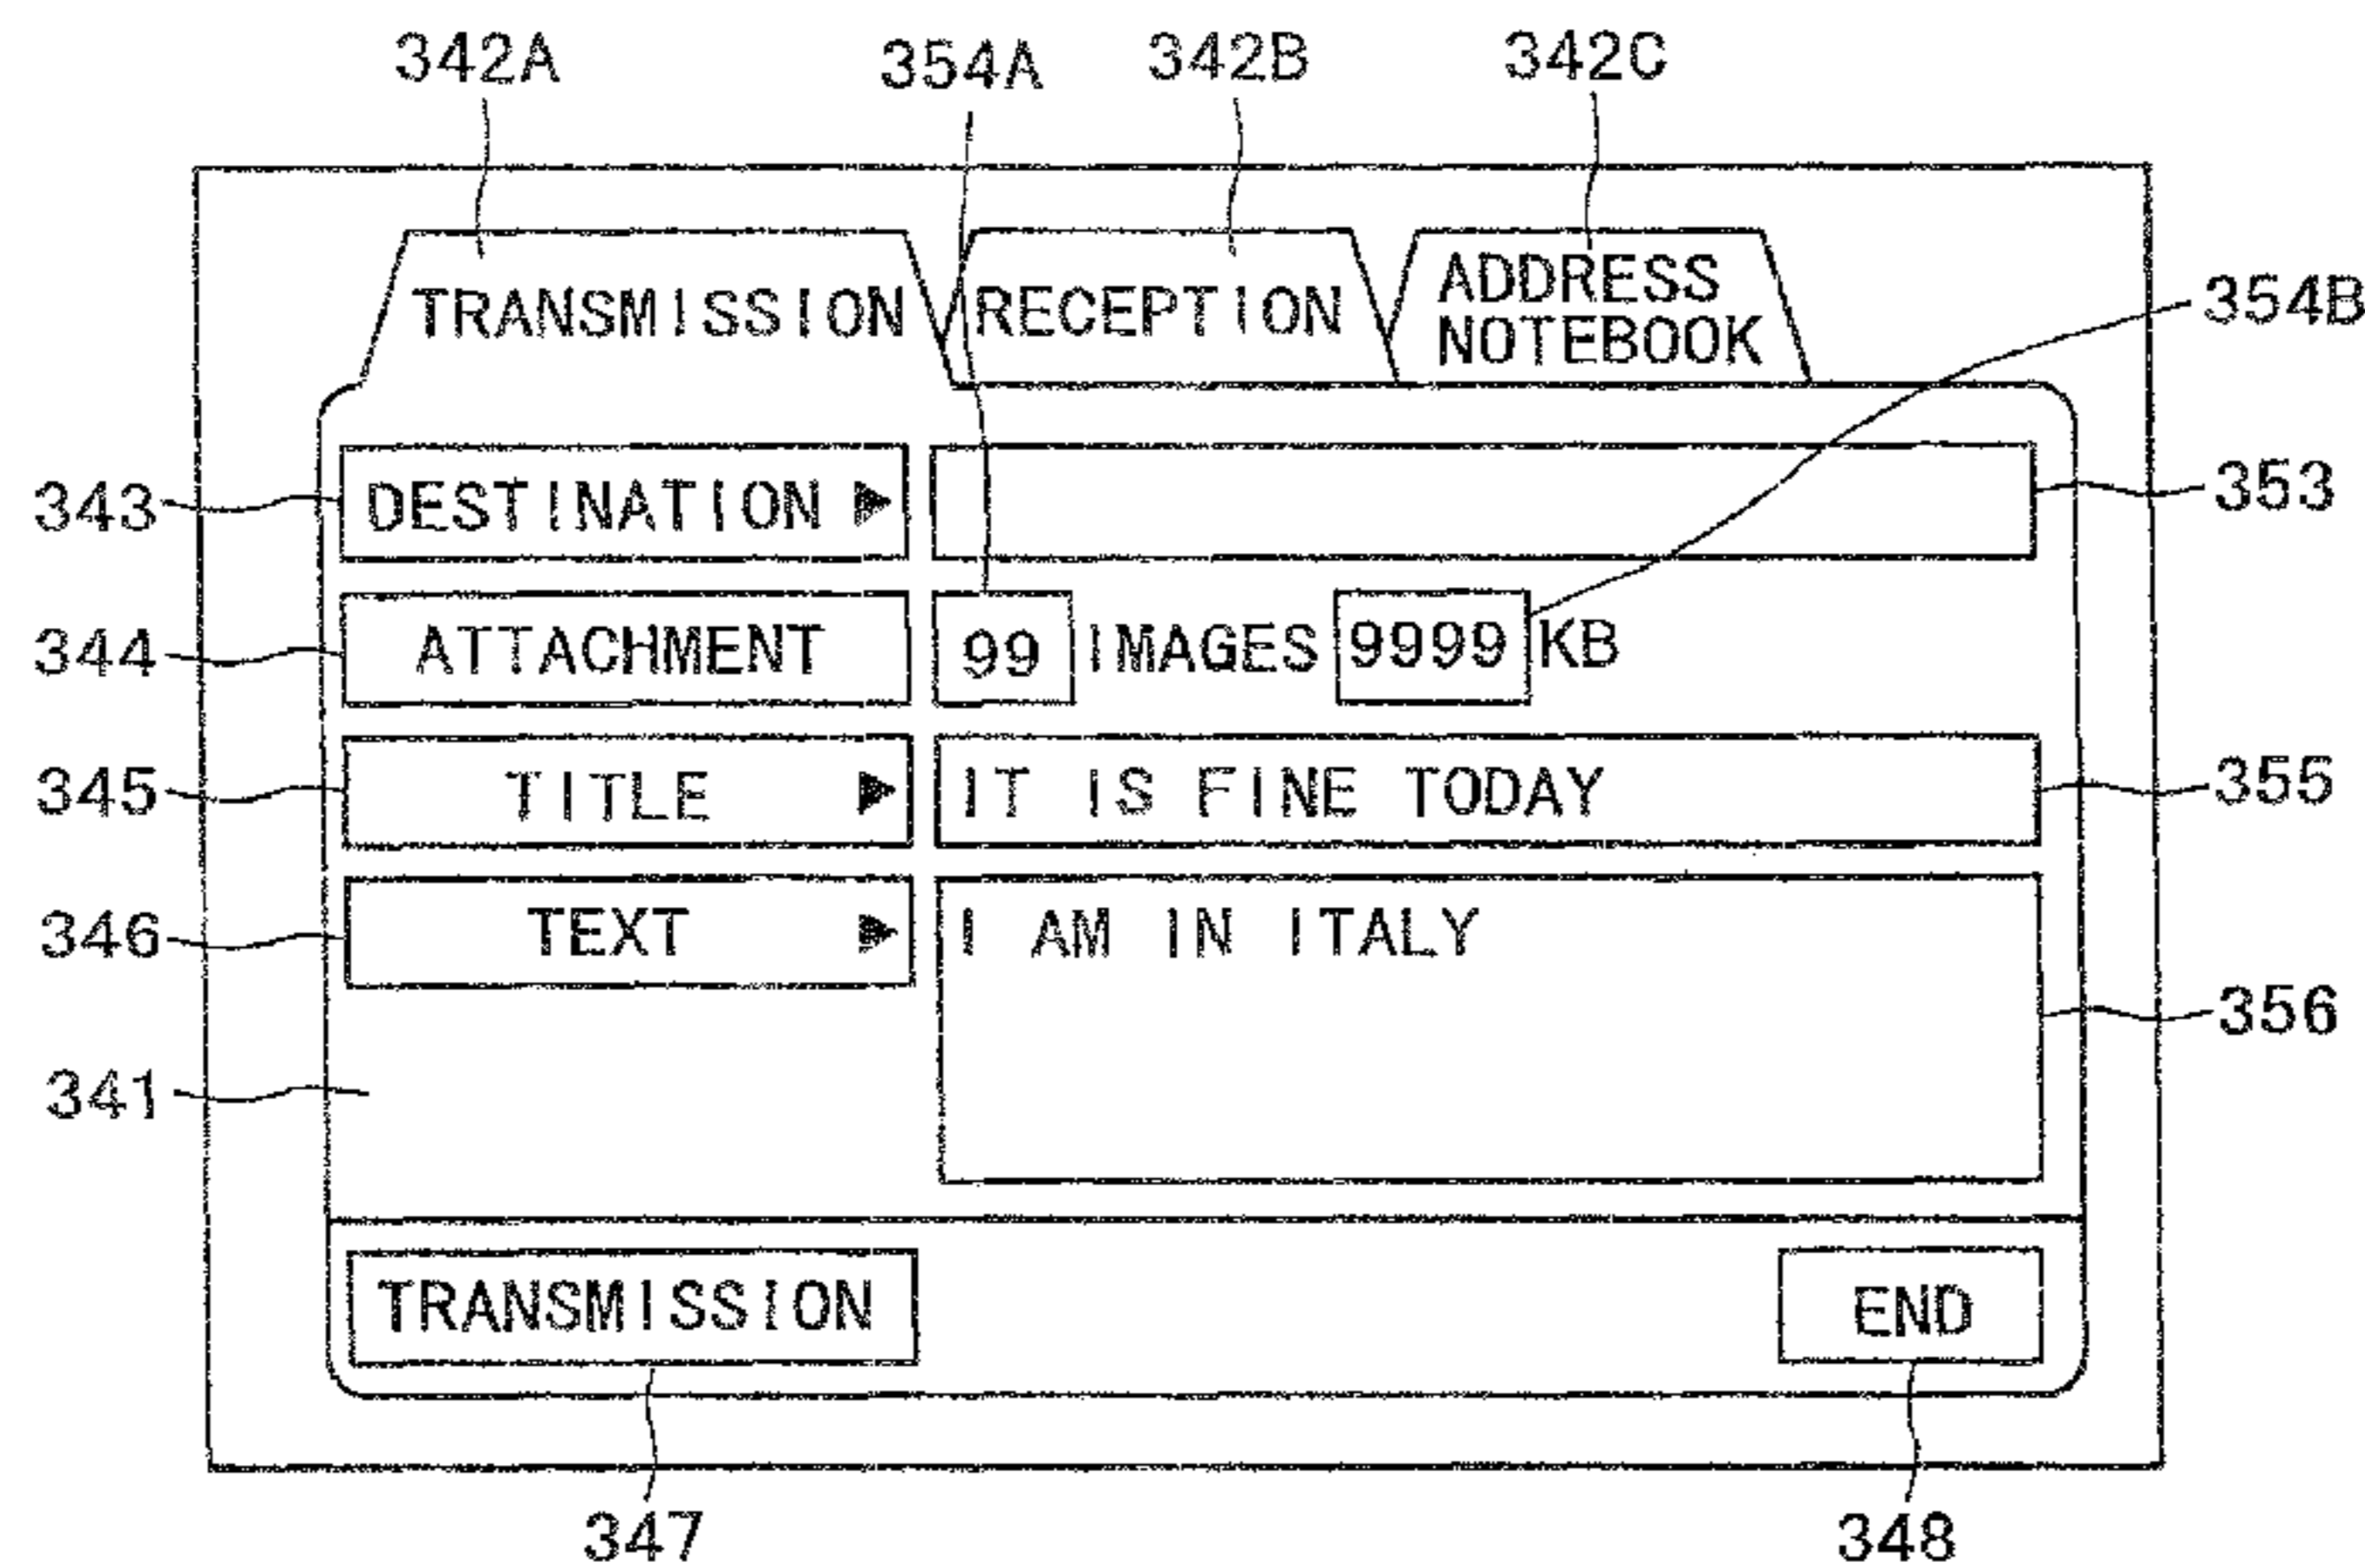 342A 354A 342B 342C
TRANSMISSION RECEPTION ADDRESS NOTEBOOK
354B
343 DESTINATION ▶ 353
344 ATTACHMENT 99 IMAGES 9999 KB
345 TITLE ▶ IT IS FINE TODAY 355
346 TEXT ▶ I AM IN ITALY
356
341
TRANSMISSION END
347 348